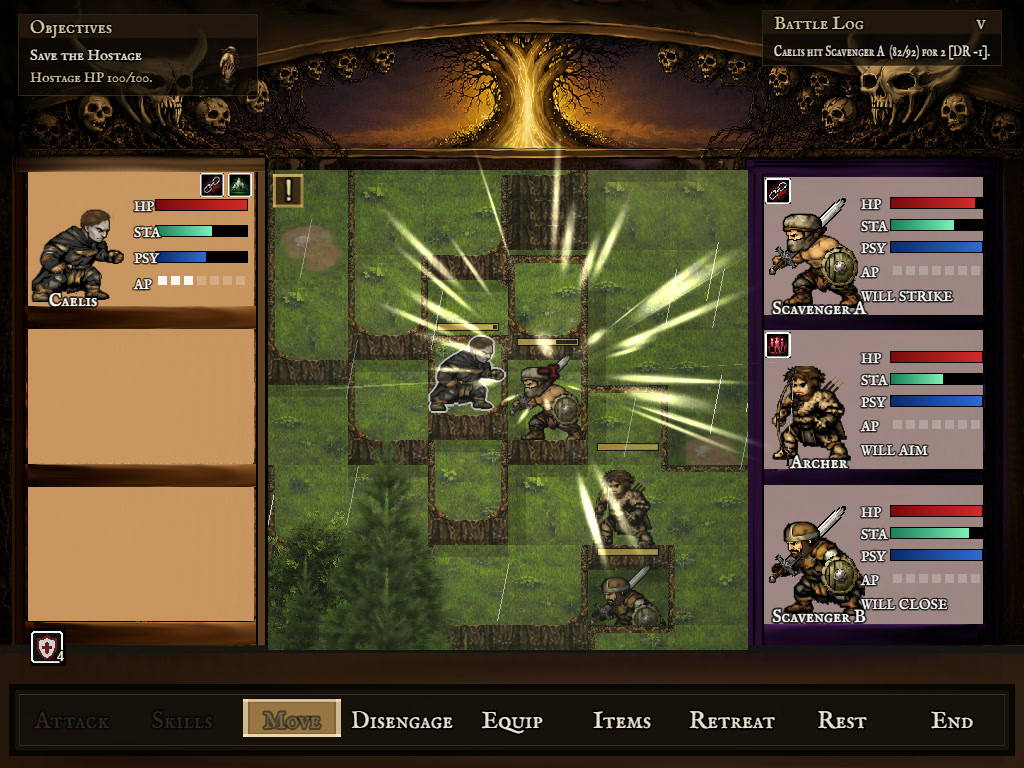 Objectives
Save the Hostage
Hostage HP 100/100.
Battle Log V
Caelis hit Scavenger A (82/92) for 2 [DR -1].
!
HP
STA
PSY
AP
Caelis
HP
STA
PSY
AP
WILL STRIKE
Scavenger A
HP
STA
PSY
AP
WILL AIM
Archer
HP
STA
PSY
AP
WILL CLOSE
Scavenger B
4
Attack Skills Move Disengage Equip Items Retreat Rest End